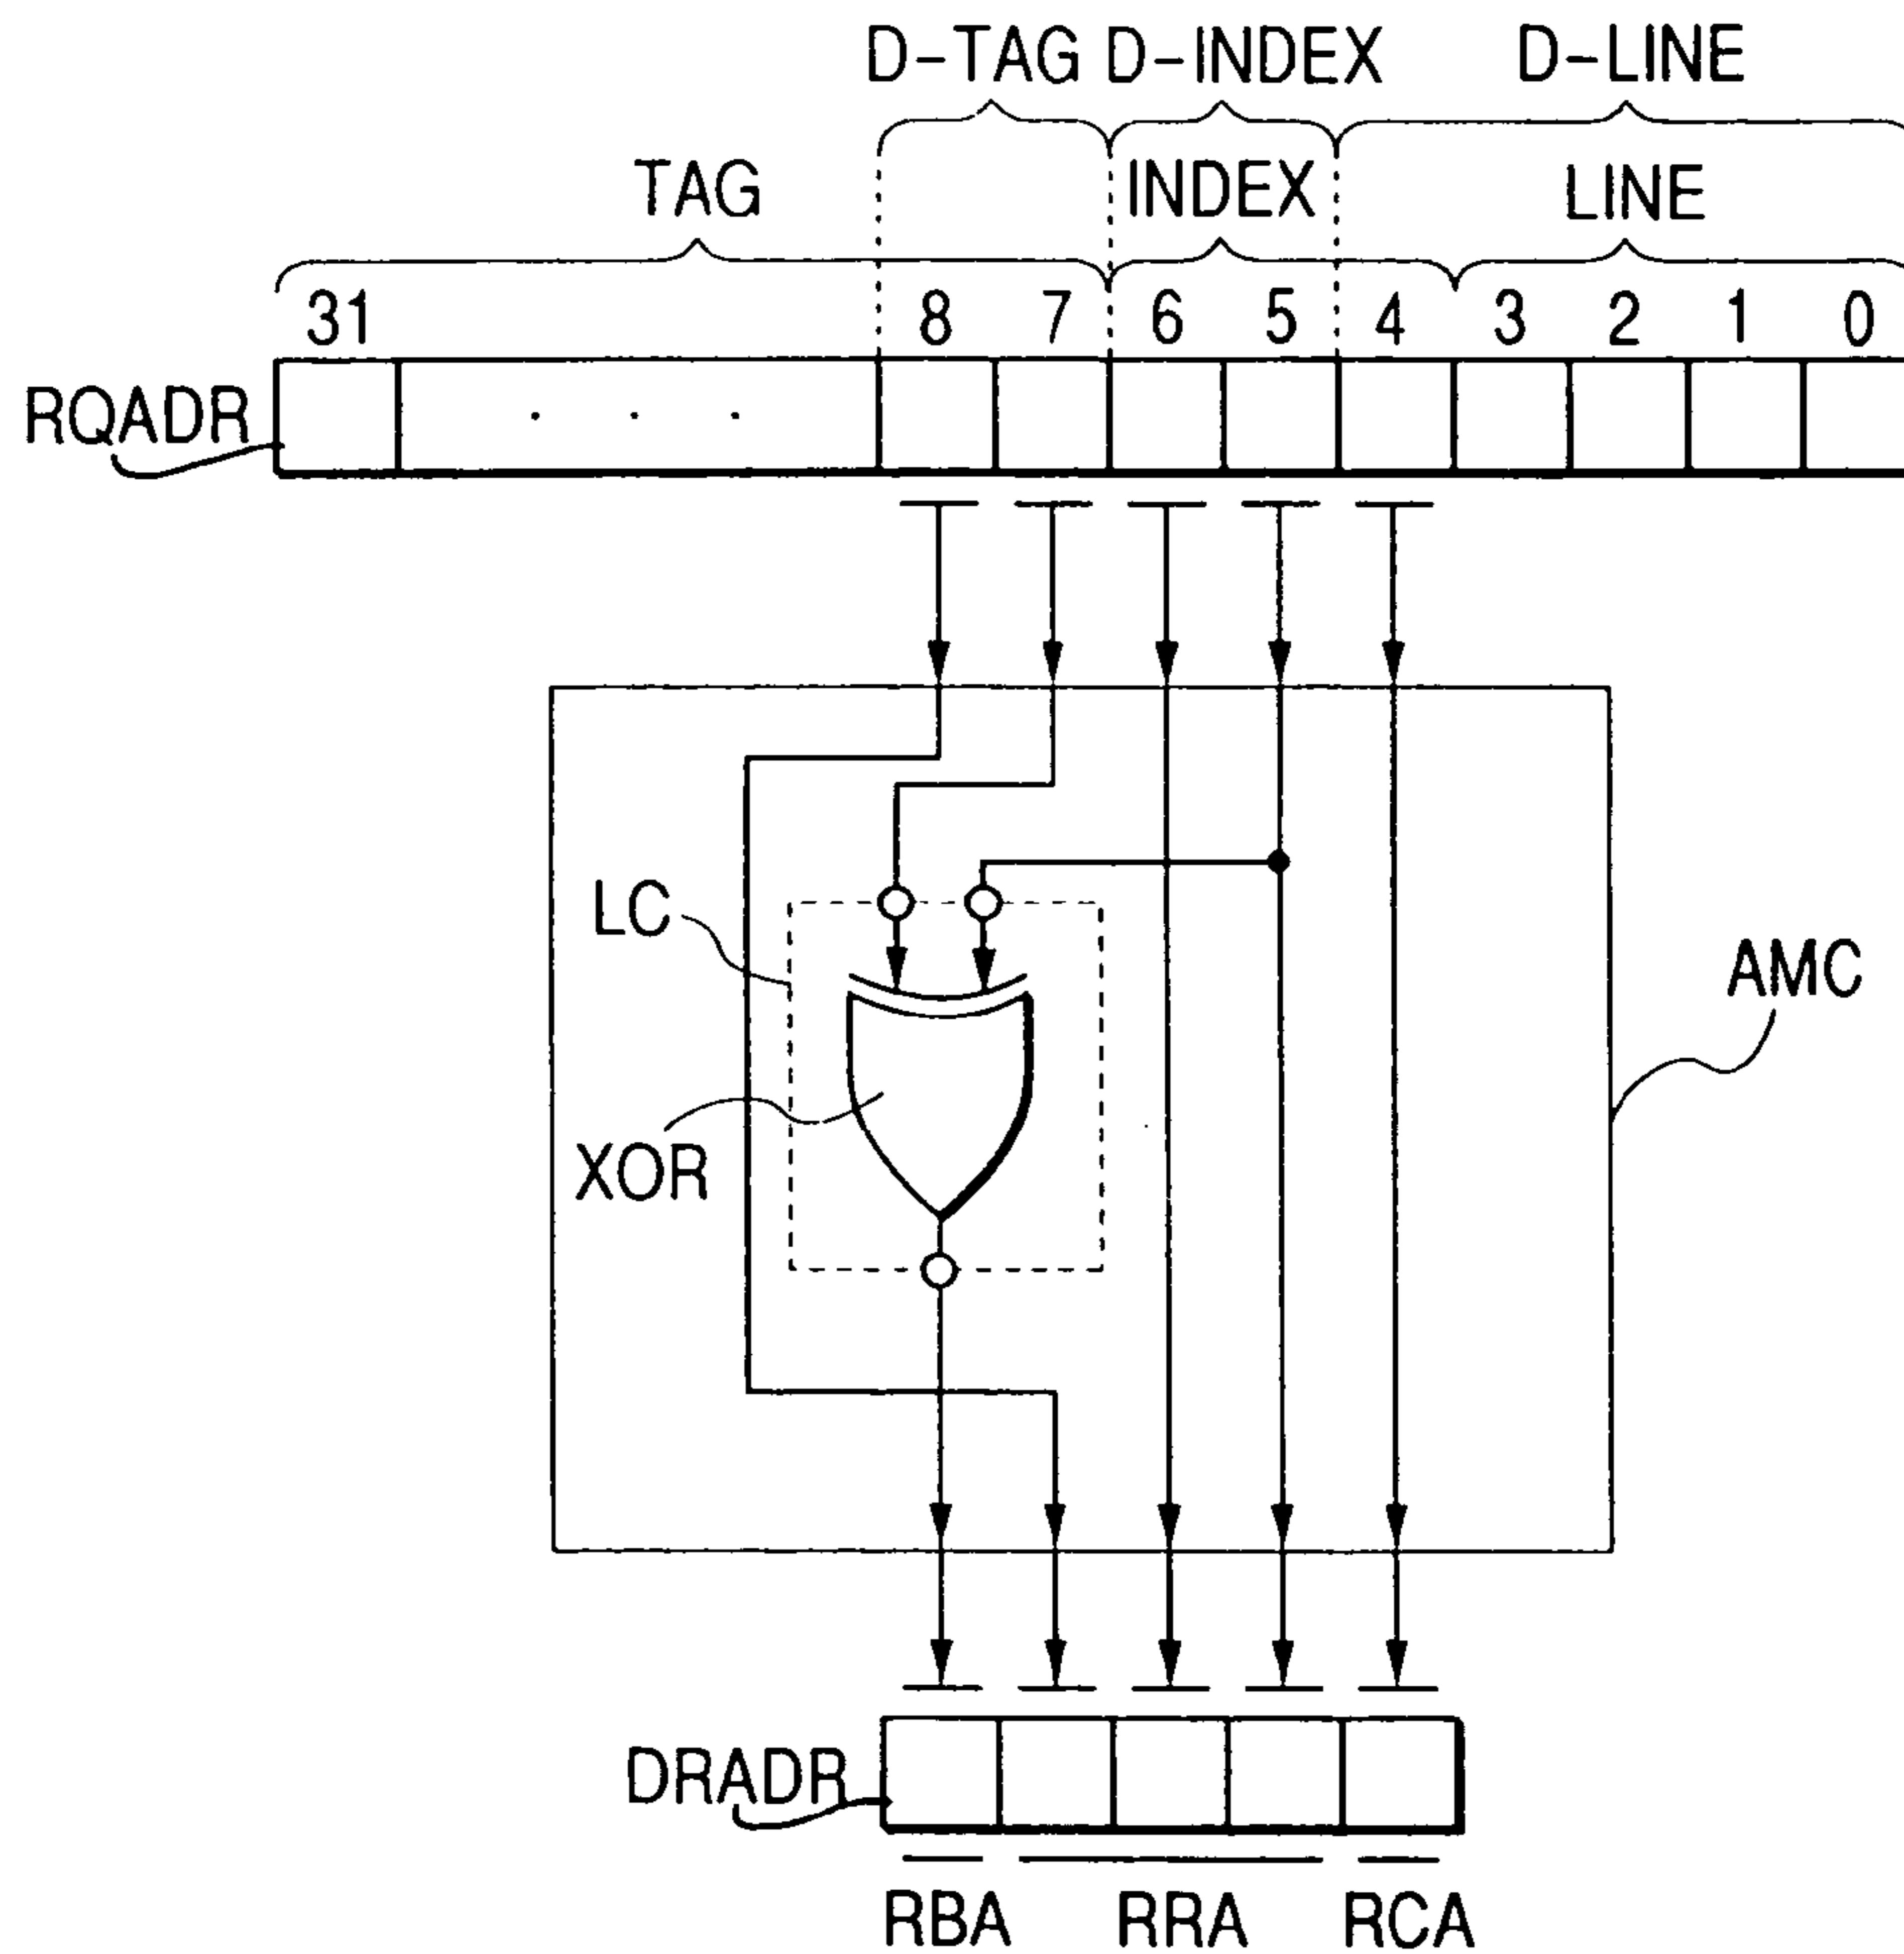 D-TAG D-INDEX D-LINE
TAG INDEX LINE
31 8 7 6 5 4 3 2 1 0
RQADR . . .
LC
AMC
XOR
DRADR
RBA RRA RCA